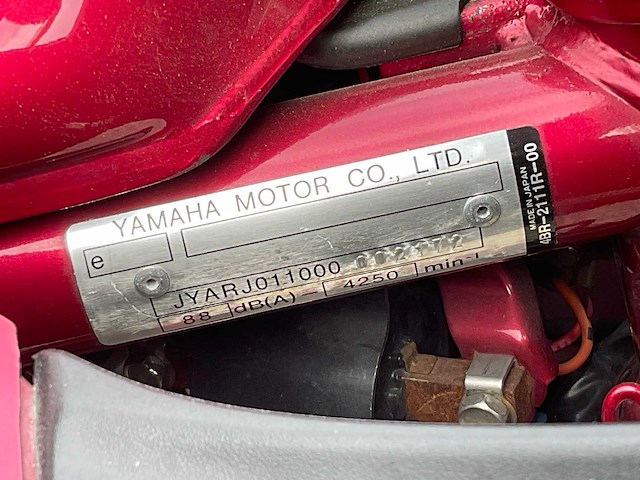 YAMAHA MOTOR CO., LTD.
e
JYARJ011000
88 dB(A) – 4250 min-1
MADE IN JAPAN
4BR-2111R-00